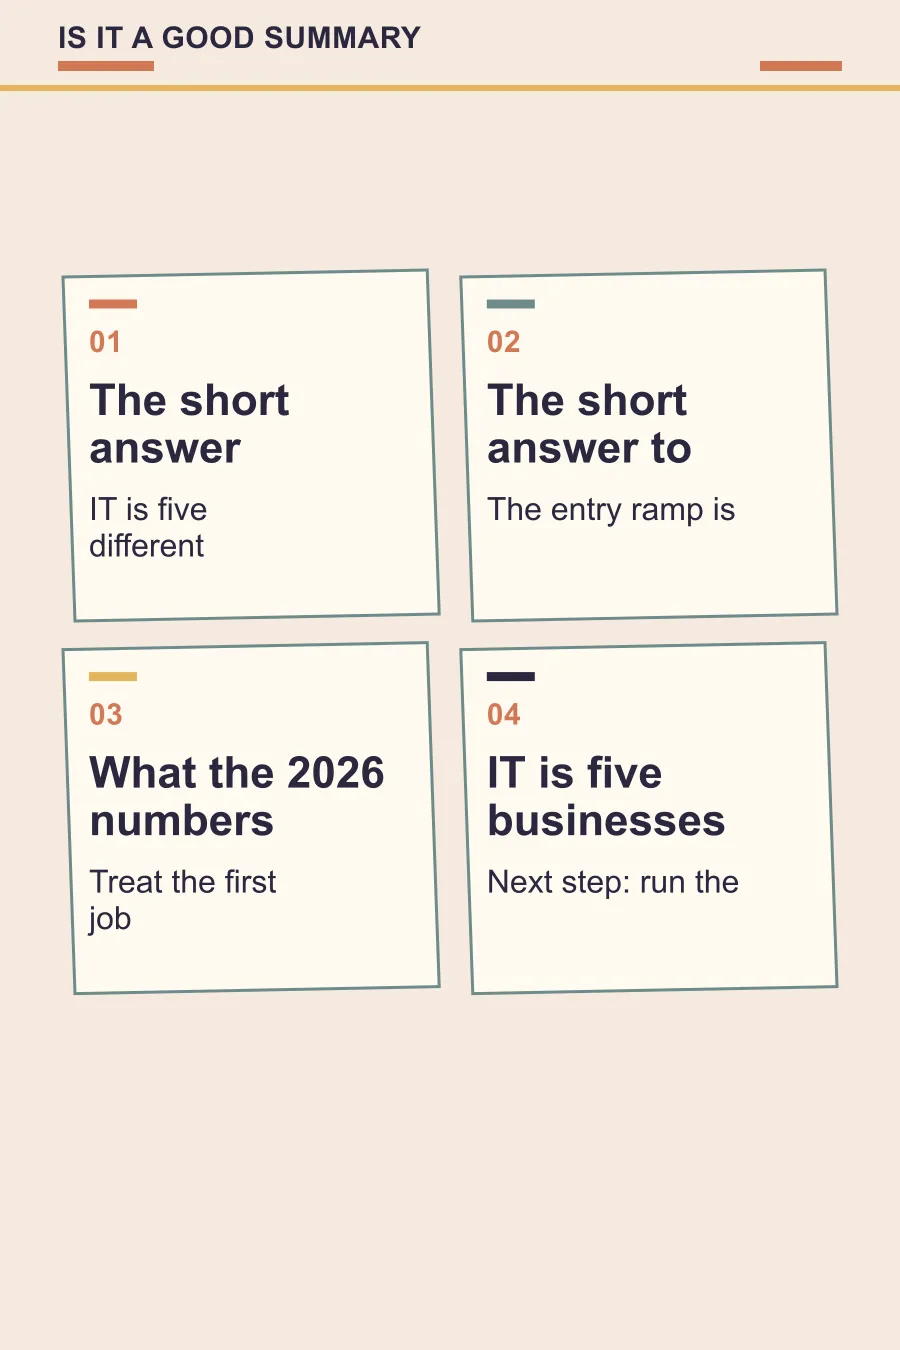 IS IT A GOOD SUMMARY
01
The short
answer
IT is five
different
02
The short
answer to
The entry ramp is
03
What the 2026
numbers
Treat the first
job
04
IT is five
businesses
Next step: run the